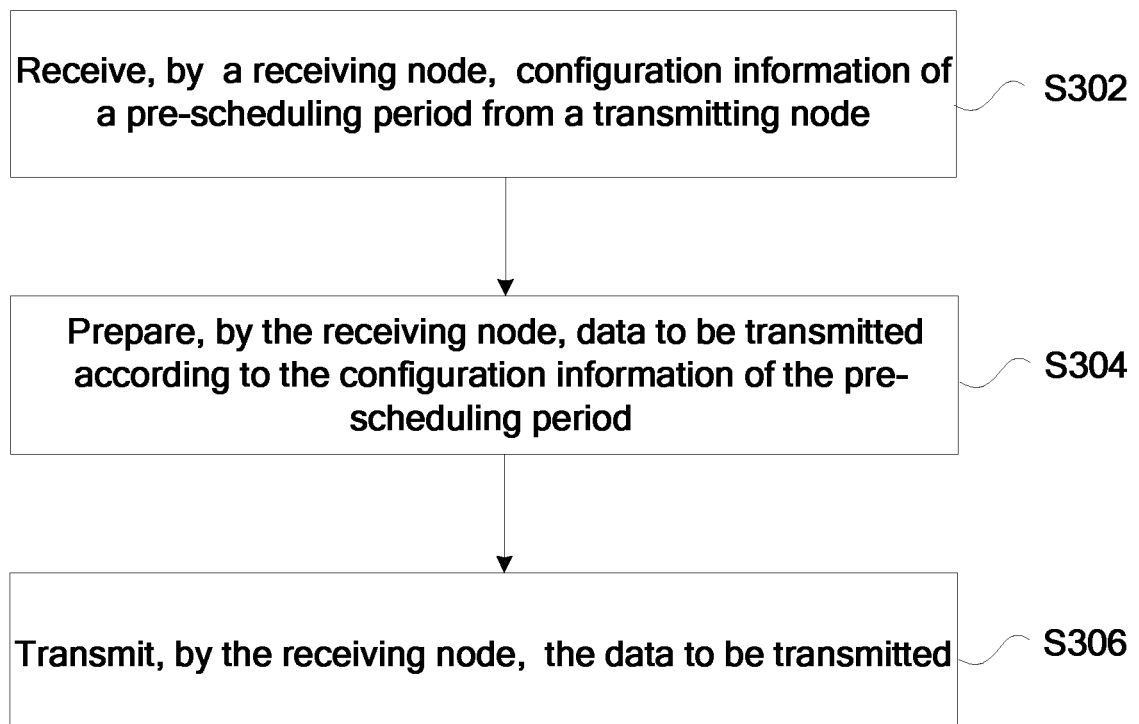 Receive, by a receiving node, configuration information of
a pre-scheduling period from a transmitting node
S302
Prepare, by the receiving node, data to be transmitted
according to the configuration information of the pre-
scheduling period
S304
Transmit, by the receiving node, the data to be transmitted
S306